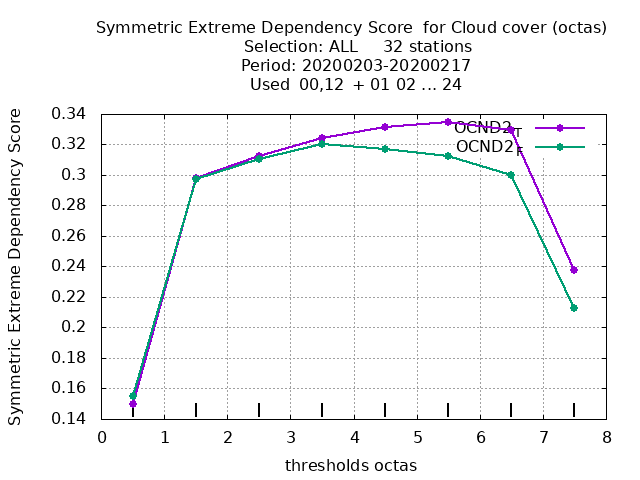 Symmetric Extreme Dependency Score  for Cloud cover (octas)
Selection: ALL     32 stations
Period: 20200203-20200217
Used  00,12  + 01 02 ... 24
Symmetric Extreme Dependency Score
0.34
0.32
0.3
0.28
0.26
0.24
0.22
0.2
0.18
0.16
0.14
OCND2T
OCND2F
0 1 2 3 4 5 6 7 8
thresholds octas